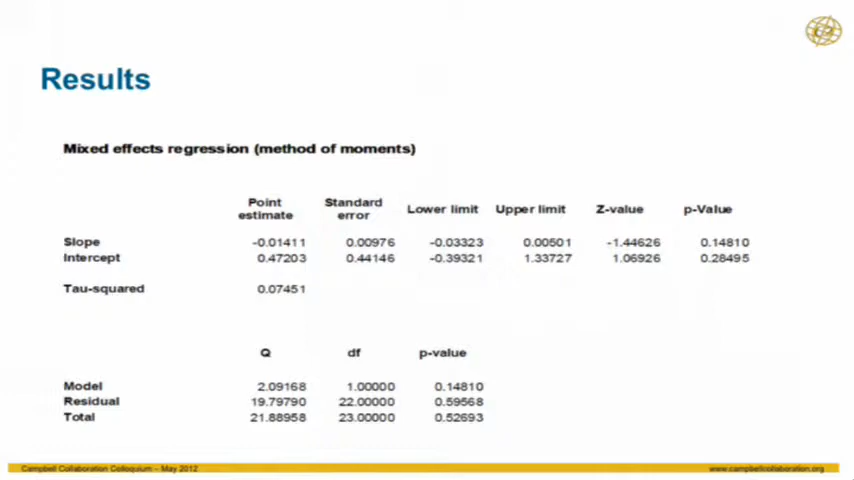 Results
Mixed effects regression (method of moments)
Point estimate Standard error Lower limit Upper limit Z-value p-Value
Slope -0.01411 0.00976 -0.03323 0.00501 -1.44626 0.14810
Intercept 0.47203 0.44146 -0.39321 1.33727 1.06926 0.28495
Tau-squared 0.07451
Q df p-value
Model 2.09168 1.00000 0.14810
Residual 19.79790 22.00000 0.59568
Total 21.88958 23.00000 0.52693
Campbell Collaboration Colloquium – May 2012 www.campbellcollaboration.org